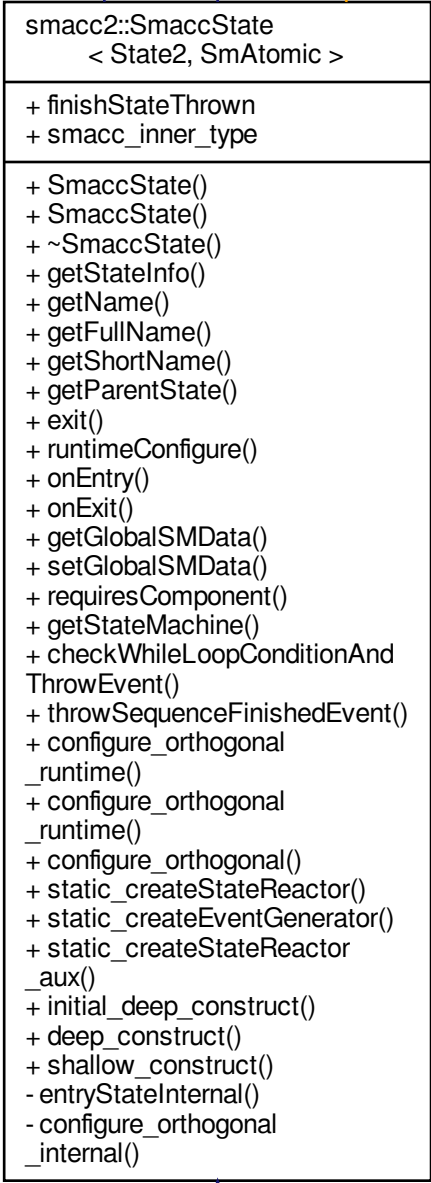 smacc2::SmaccState
< State2, SmAtomic >
+ finishStateThrown
+ smacc_inner_type
+ SmaccState()
+ SmaccState()
+ ~SmaccState()
+ getStateInfo()
+ getName()
+ getFullName()
+ getShortName()
+ getParentState()
+ exit()
+ runtimeConfigure()
+ onEntry()
+ onExit()
+ getGlobalSMData()
+ setGlobalSMData()
+ requiresComponent()
+ getStateMachine()
+ checkWhileLoopConditionAnd
ThrowEvent()
+ throwSequenceFinishedEvent()
+ configure_orthogonal
_runtime()
+ configure_orthogonal
_runtime()
+ configure_orthogonal()
+ static_createStateReactor()
+ static_createEventGenerator()
+ static_createStateReactor
_aux()
+ initial_deep_construct()
+ deep_construct()
+ shallow_construct()
- entryStateInternal()
- configure_orthogonal
_internal()